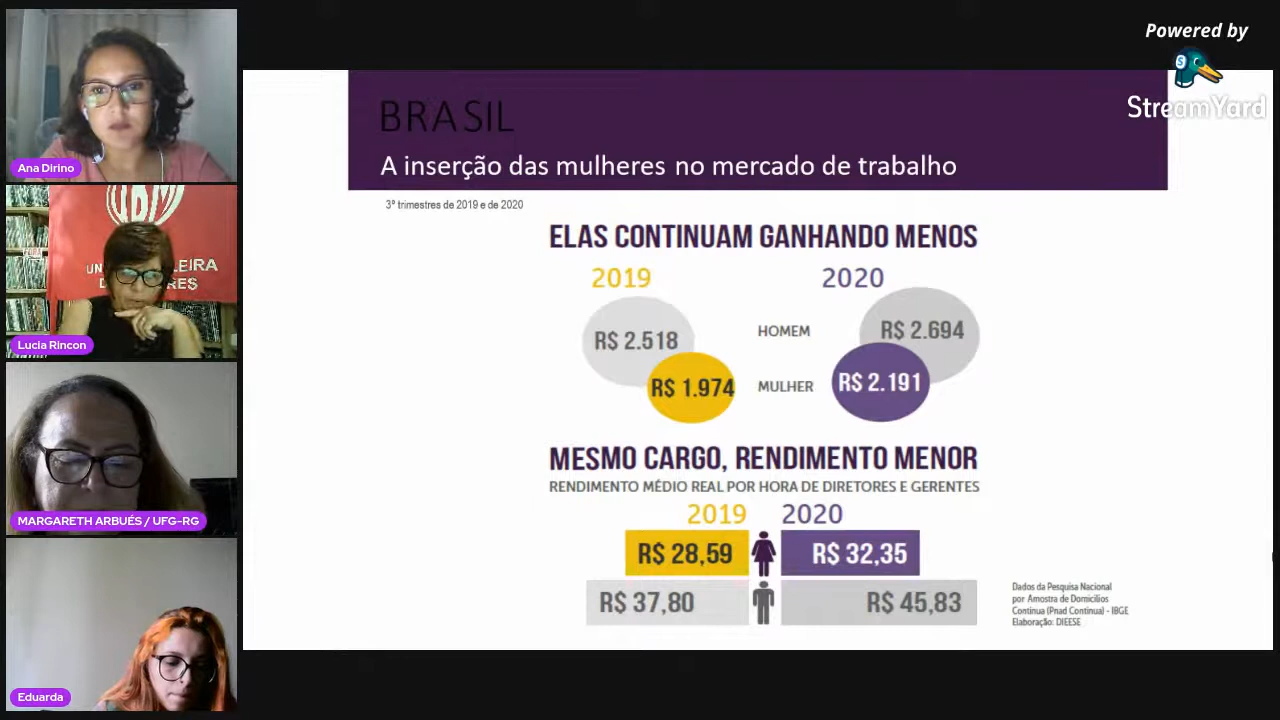 Powered by
StreamYard
BRASIL
A inserção das mulheres no mercado de trabalho
3º trimestres de 2019 e de 2020
ELAS CONTINUAM GANHANDO MENOS
2019
2020
R$ 2.518
HOMEM
R$ 2.694
R$ 1.974
MULHER
R$ 2.191
MESMO CARGO, RENDIMENTO MENOR
RENDIMENTO MÉDIO REAL POR HORA DE DIRETORES E GERENTES
2019
2020
R$ 28,59
R$ 32,35
R$ 37,80
R$ 45,83
Dados da Pesquisa Nacional
por Amostra de Domicílios
Contínua (Pnad Contínua) - IBGE
Elaboração: DIEESE
Ana Dirino
Lucia Rincon
MARGARETH ARBUÉS / UFG-RG
Eduarda